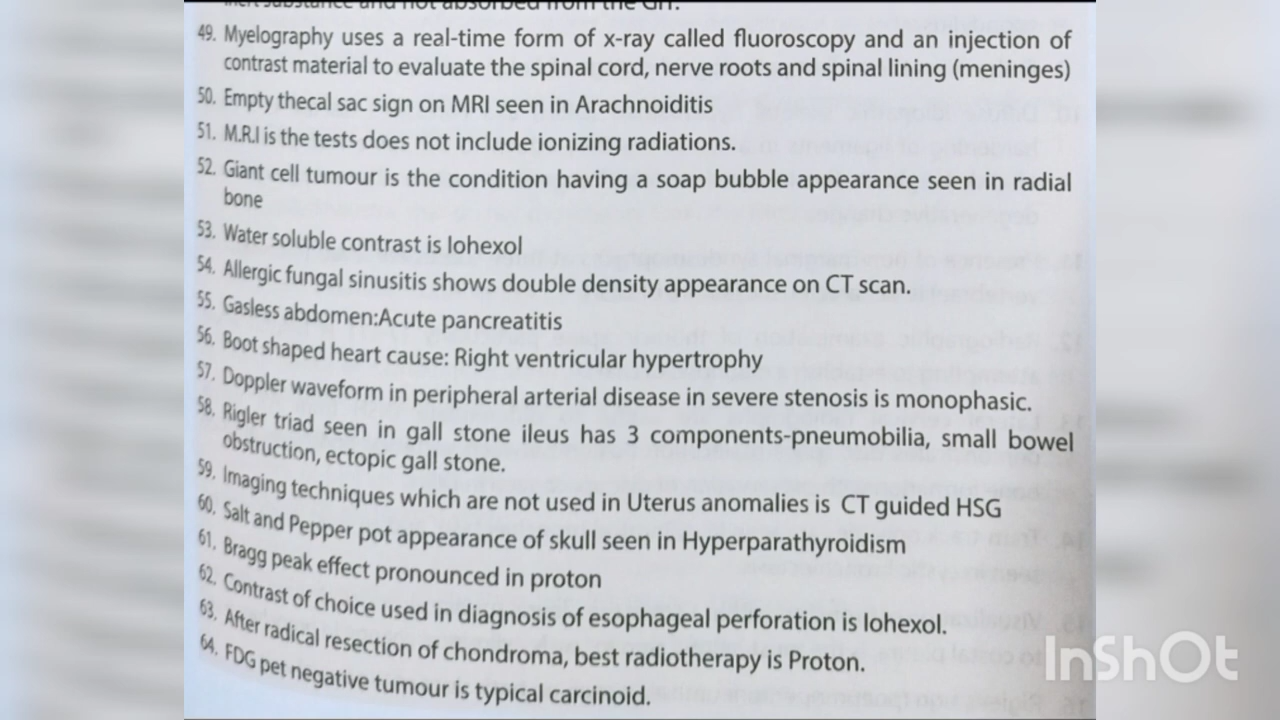 inert substance and not absorbed from the GIT.
49. Myelography uses a real-time form of x-ray called fluoroscopy and an injection of
contrast material to evaluate the spinal cord, nerve roots and spinal lining (meninges)
50. Empty thecal sac sign on MRI seen in Arachnoiditis
51. M.R.I is the tests does not include ionizing radiations.
52. Giant cell tumour is the condition having a soap bubble appearance seen in radial
bone
53. Water soluble contrast is Iohexol
54. Allergic fungal sinusitis shows double density appearance on CT scan.
55. Gasless abdomen:Acute pancreatitis
56. Boot shaped heart cause: Right ventricular hypertrophy
57. Doppler waveform in peripheral arterial disease in severe stenosis is monophasic.
58. Rigler triad seen in gall stone ileus has 3 components-pneumobilia, small bowel
obstruction, ectopic gall stone.
59. Imaging techniques which are not used in Uterus anomalies is CT guided HSG
60. Salt and Pepper pot appearance of skull seen in Hyperparathyroidism
61. Bragg peak effect pronounced in proton
62. Contrast of choice used in diagnosis of esophageal perforation is Iohexol.
63. After radical resection of chondroma, best radiotherapy is Proton.
64. FDG pet negative tumour is typical carcinoid.
InShOt